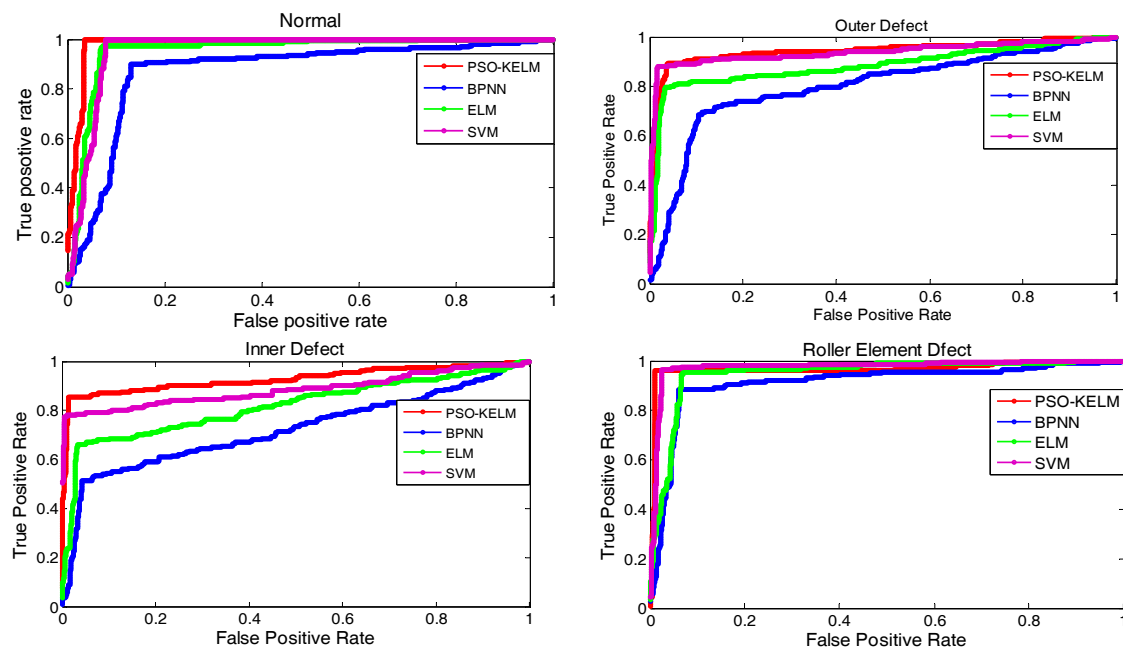 Normal
1
0.8
0.6
0.4
0.2
0
True posotive rate
PSO-KELM
BPNN
ELM
SVM
0
0.2
0.4
0.6
0.8
1
False positive rate
Outer Defect
1
0.8
0.6
0.4
0.2
0
True Positive Rate
PSO-KELM
BPNN
ELM
SVM
0
0.2
0.4
0.6
0.8
1
False Positive Rate
Inner Defect
1
0.8
0.6
0.4
0.2
0
True Positive Rate
PSO-KELM
BPNN
ELM
SVM
0
0.2
0.4
0.6
0.8
1
False Positive Rate
Roller Element Dfect
1
0.8
0.6
0.4
0.2
0
True Positive Rate
PSO-KELM
BPNN
ELM
SVM
0
0.2
0.4
0.6
0.8
1
False Positive Rate